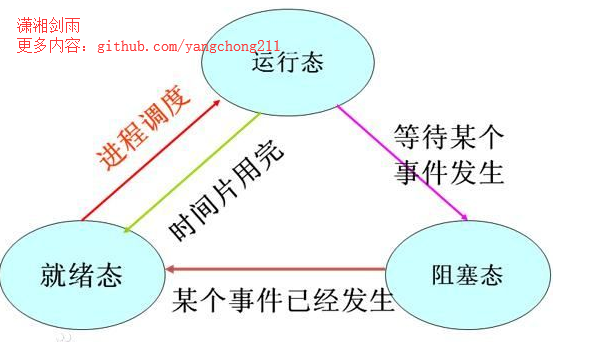 潇湘剑雨
更多内容：github.com/yangchong211
运行态
进程调度
时间片用完
等待某个
事件发生
就绪态
阻塞态
某个事件已经发生